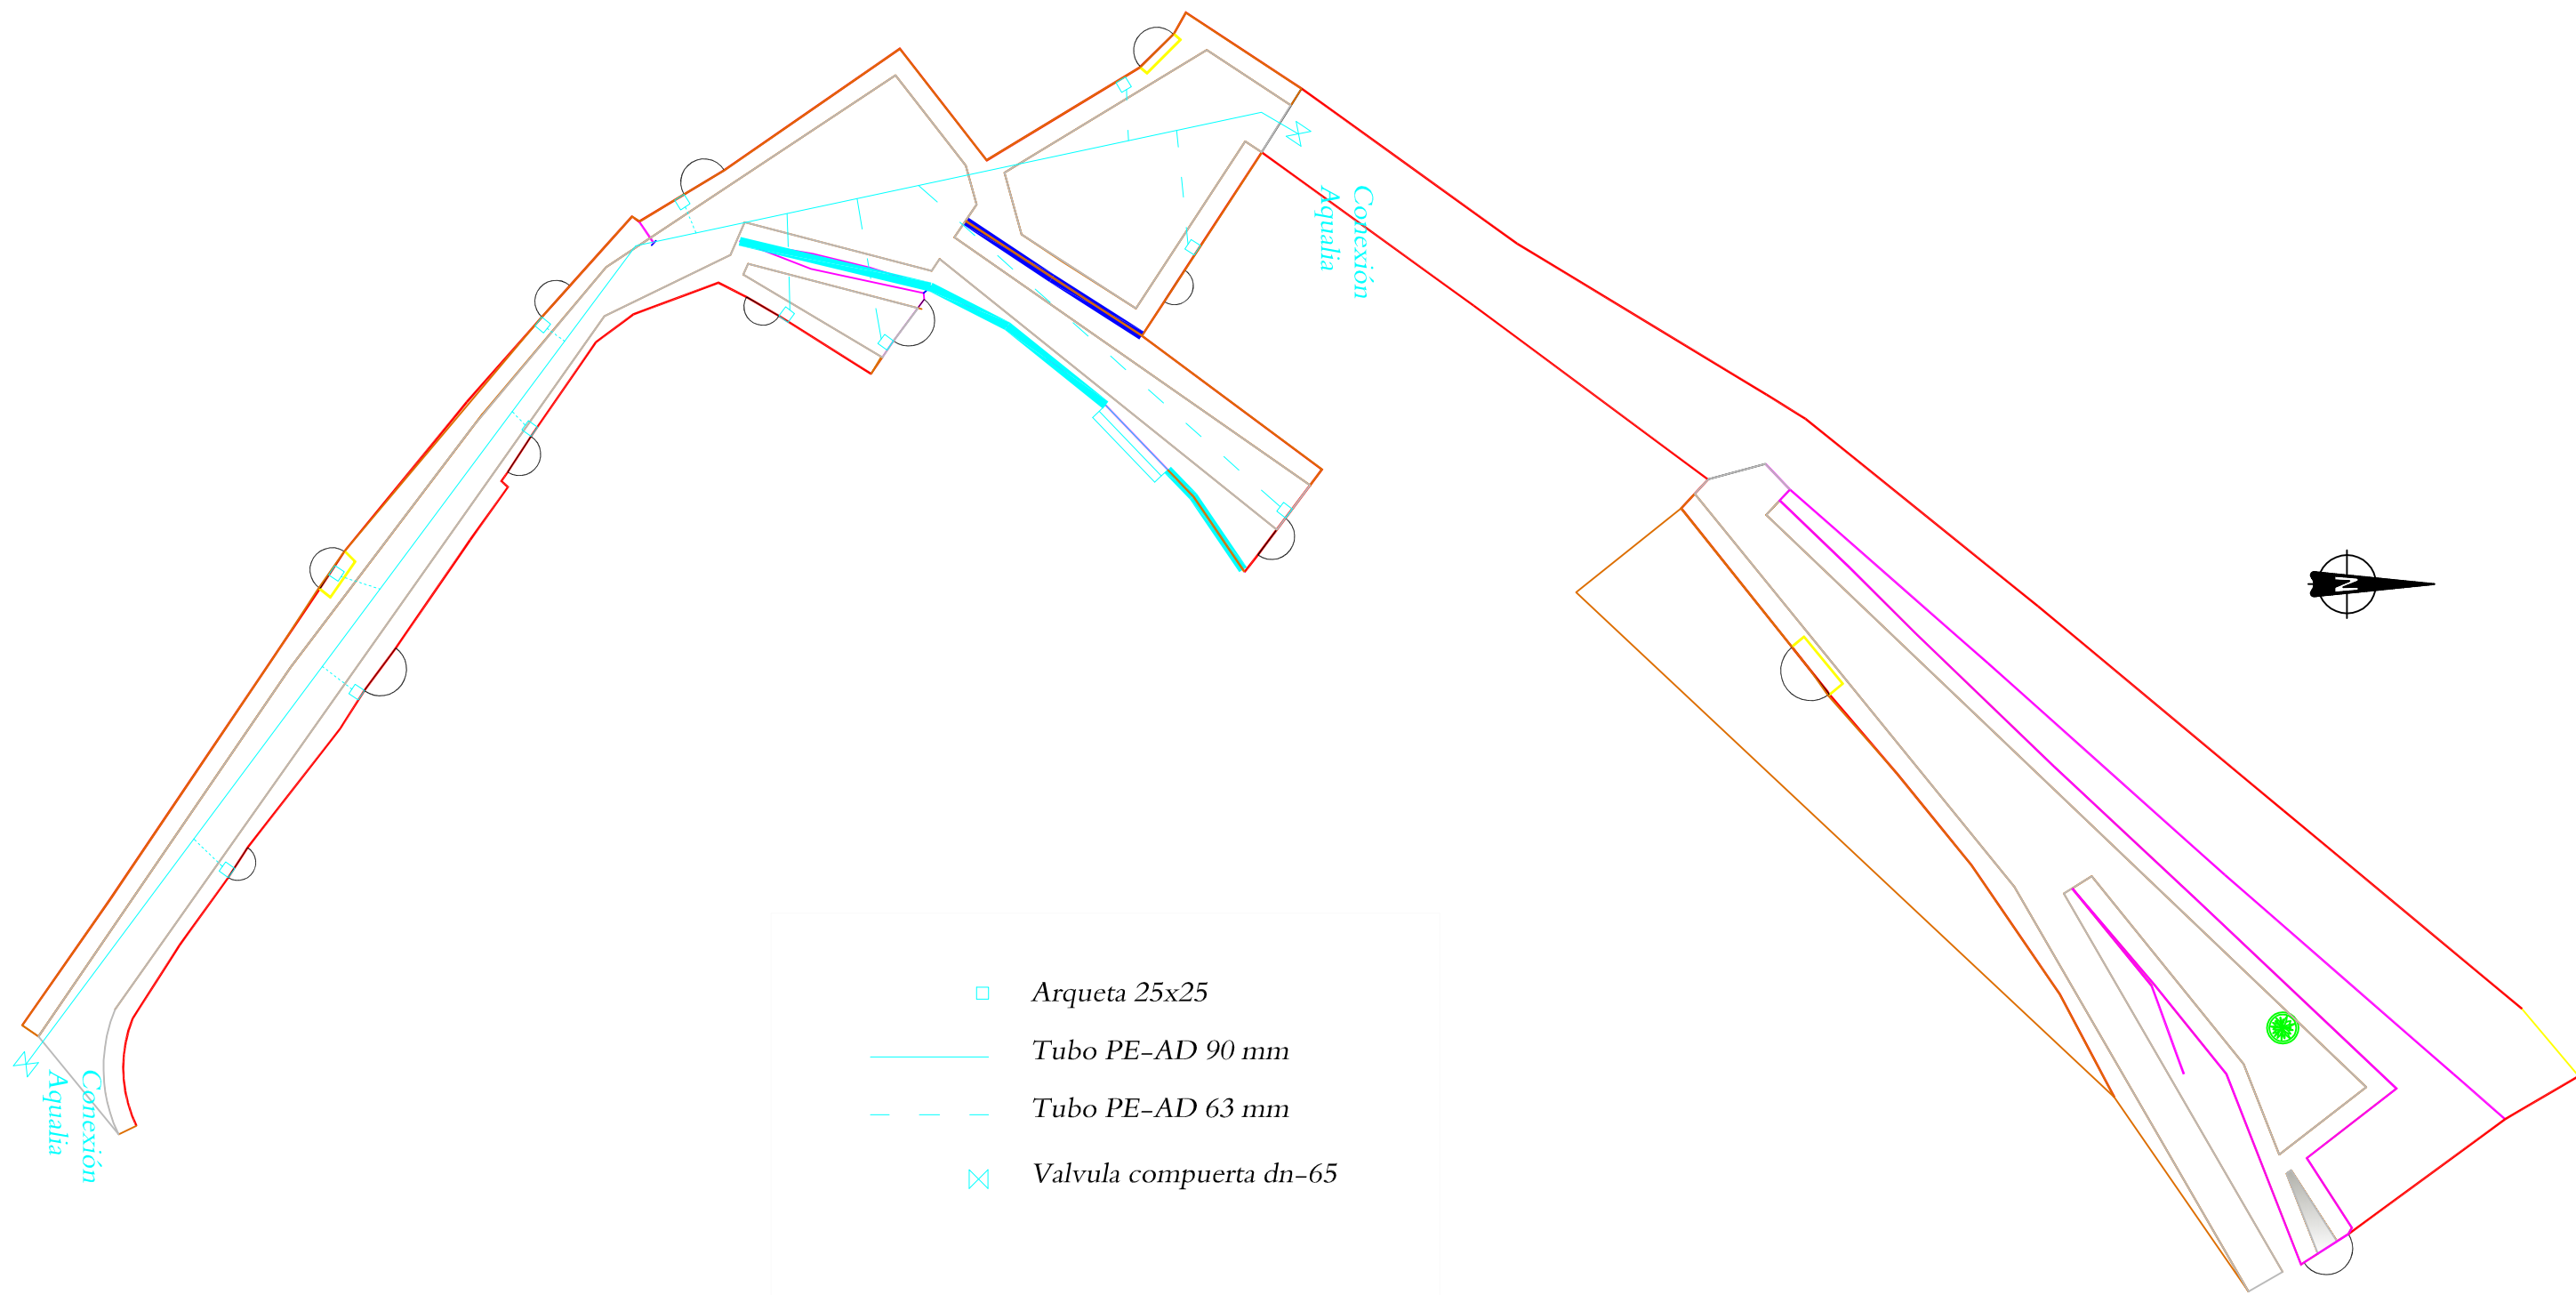 Conexión
Aqualia
N
Conexión
Aqualia
Arqueta 25x25
Tubo PE-AD 90 mm
Tubo PE-AD 63 mm
Valvula compuerta dn-65